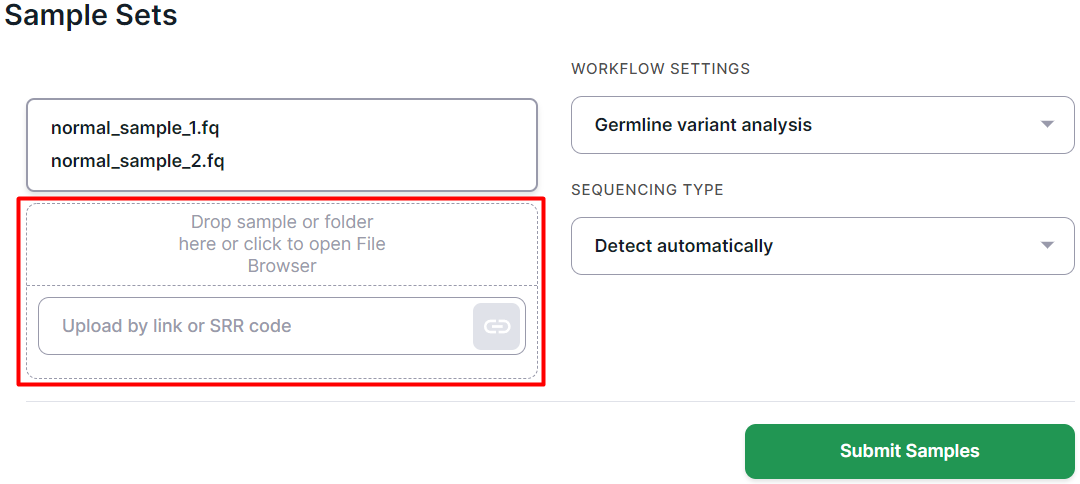 Sample Sets
normal_sample_1.fq
normal_sample_2.fq
Drop sample or folder
here or click to open File
Browser
Upload by link or SRR code
WORKFLOW SETTINGS
Germline variant analysis
SEQUENCING TYPE
Detect automatically
Submit Samples